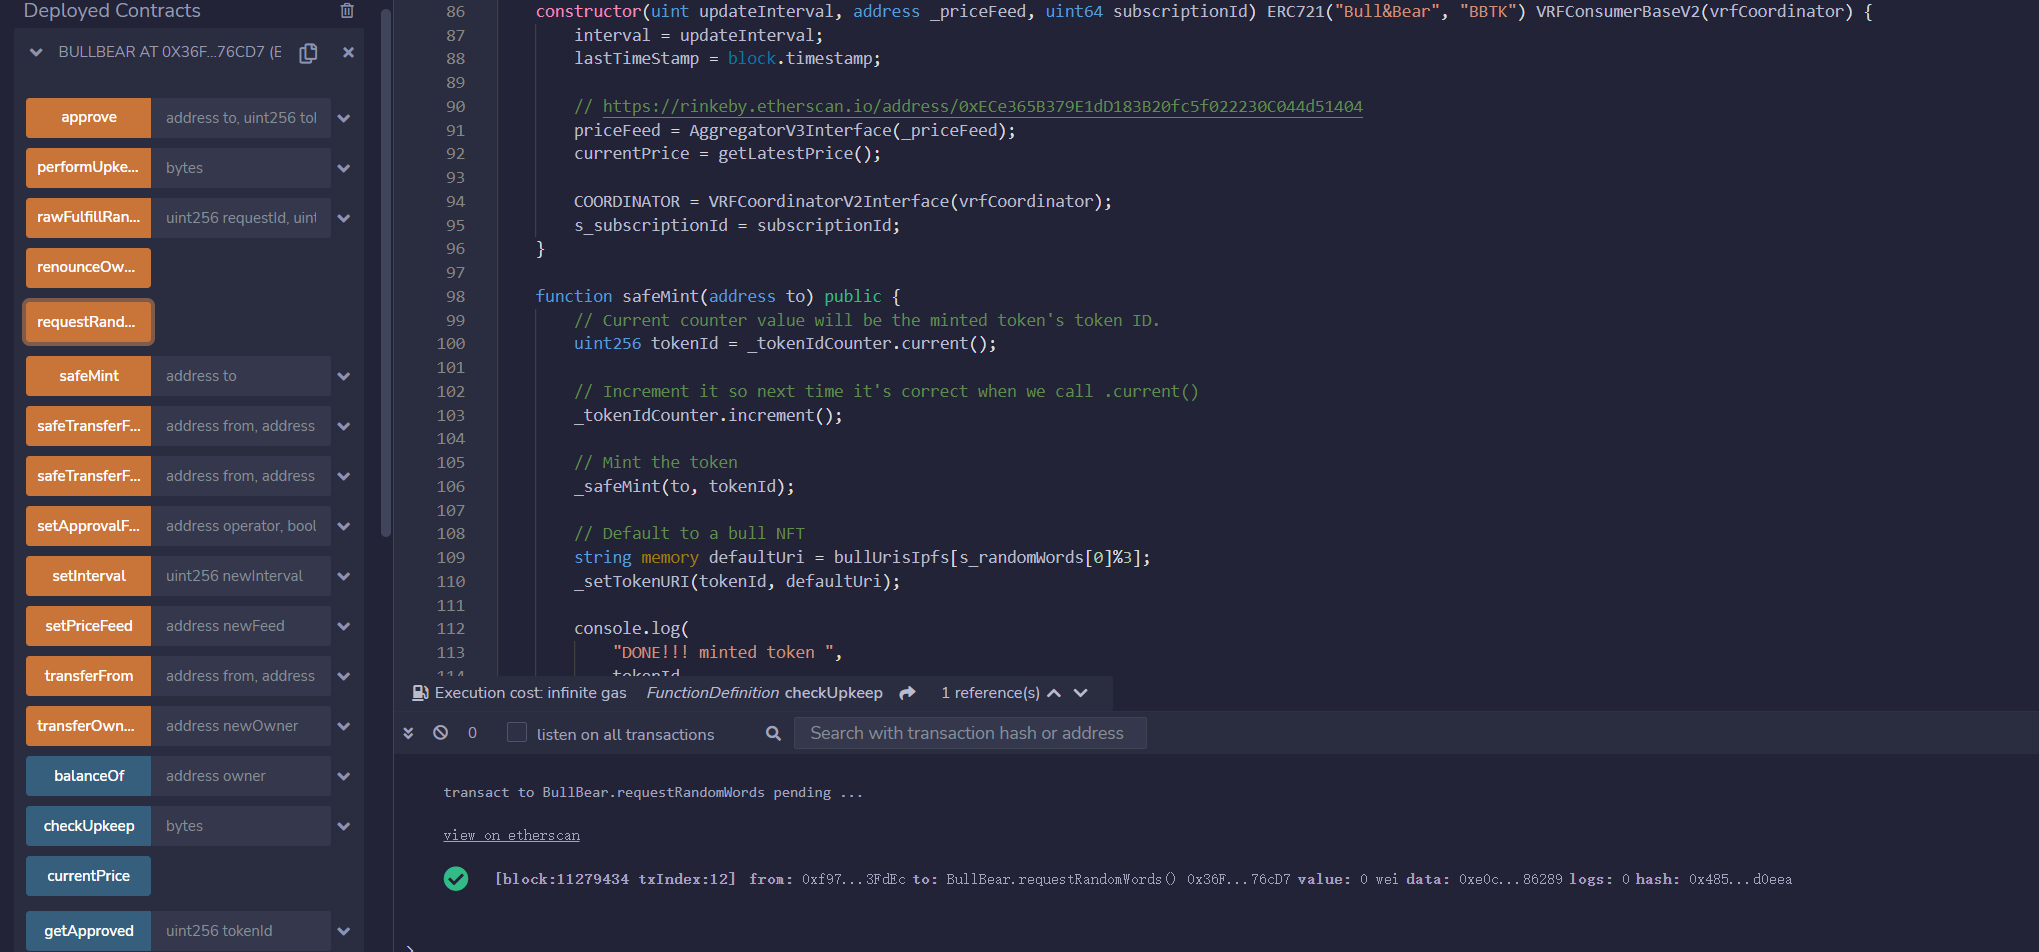 Deployed Contracts
BULLBEAR AT 0X36F...76CD7 (E
approve address to, uint256 tol
performUpke... bytes
rawFulfillRan... uint256 requestId, uint
renounceOw...
requestRand...
safeMint address to
safeTransferF... address from, address
safeTransferF... address from, address
setApprovalF... address operator, bool
setInterval uint256 newInterval
setPriceFeed address newFeed
transferFrom address from, address
transferOwn... address newOwner
balanceOf address owner
checkUpkeep bytes
currentPrice
getApproved uint256 tokenId
86 constructor(uint updateInterval, address _priceFeed, uint64 subscriptionId) ERC721("Bull&Bear", "BBTK") VRFConsumerBaseV2(vrfCoordinator) {
87 interval = updateInterval;
88 lastTimeStamp = block.timestamp;
89
90 // https://rinkeby.etherscan.io/address/0xECe365B379E1dD183B20fc5f022230C044d51404
91 priceFeed = AggregatorV3Interface(_priceFeed);
92 currentPrice = getLatestPrice();
93
94 COORDINATOR = VRFCoordinatorV2Interface(vrfCoordinator);
95 s_subscriptionId = subscriptionId;
96 }
97
98 function safeMint(address to) public {
99 // Current counter value will be the minted token's token ID.
100 uint256 tokenId = _tokenIdCounter.current();
101
102 // Increment it so next time it's correct when we call .current()
103 _tokenIdCounter.increment();
104
105 // Mint the token
106 _safeMint(to, tokenId);
107
108 // Default to a bull NFT
109 string memory defaultUri = bullUrisIpfs[s_randomWords[0]%3];
110 _setTokenURI(tokenId, defaultUri);
111
112 console.log(
113 "DONE!!! minted token ",
114 tokenId
Execution cost: infinite gas FunctionDefinition checkUpkeep 1 reference(s)
0 listen on all transactions Search with transaction hash or address
transact to BullBear.requestRandomWords pending ...
view on etherscan
[block:11279434 txIndex:12] from: 0xf97...3FdEc to: BullBear.requestRandomWords() 0x36F...76cD7 value: 0 wei data: 0xe0c...86289 logs: 0 hash: 0x485...d0eea
>